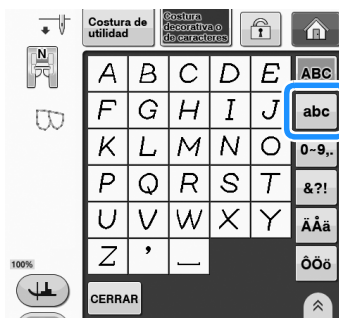 Costura de utilidad
Costura decorativa o de caracteres
N
A B C D E ABC
F G H I J abc
K L M N O 0~9,.
P Q R S T &?!
U V W X Y ÄÅä
Z ' _ ÔÖö
100%
CERRAR